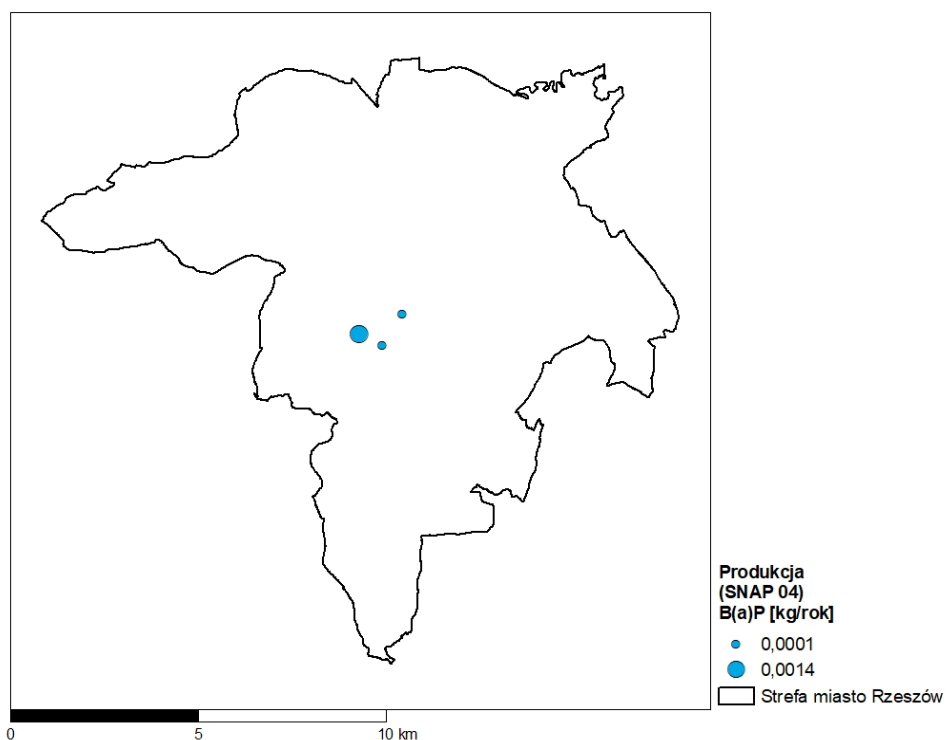 Produkcja
(SNAP 04)
B(a)P [kg/rok]
0,0001
0,0014
Strefa miasto Rzeszów
0 5 10 km